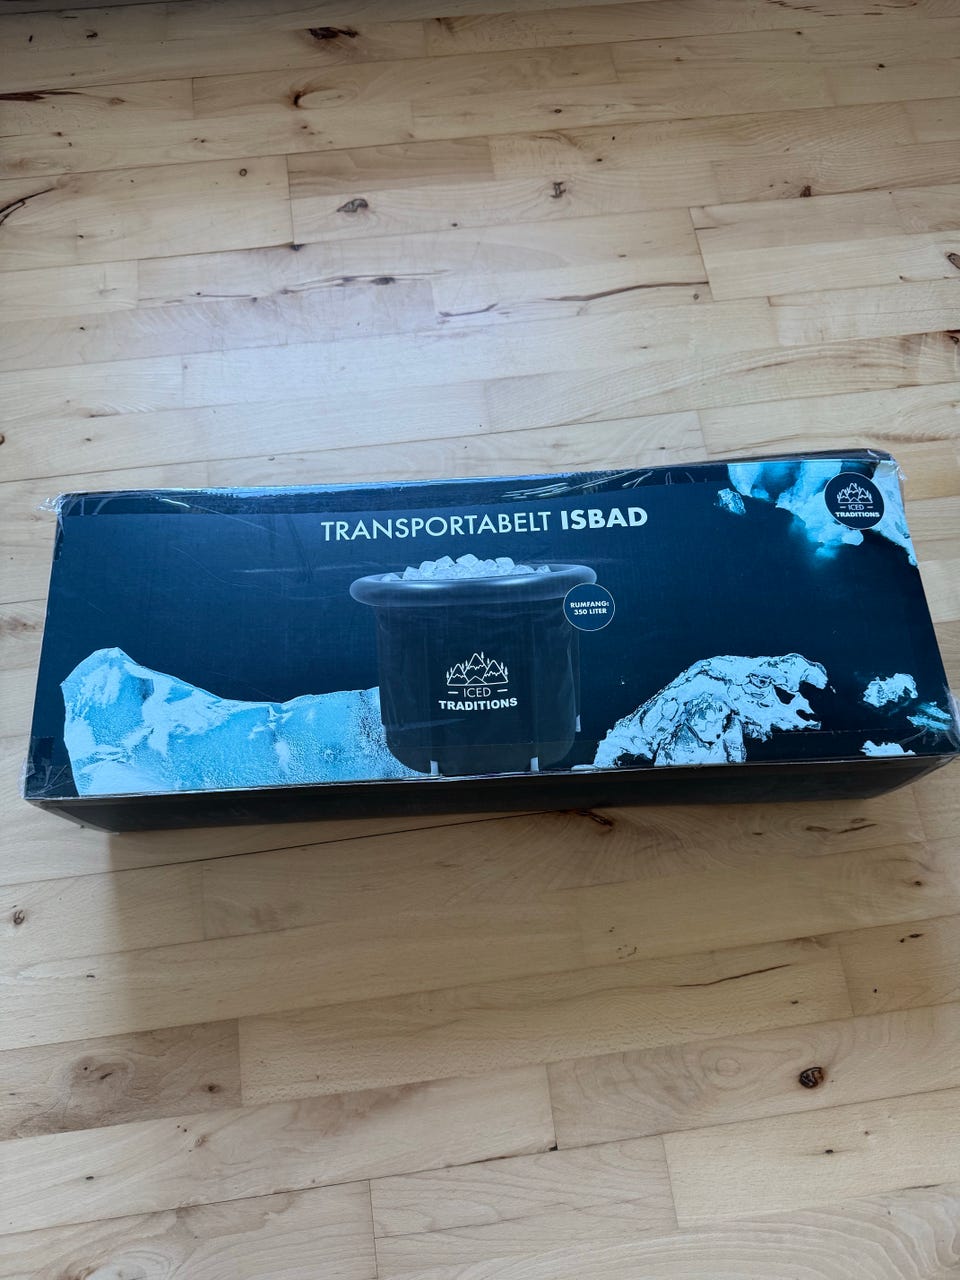 TRANSPORTABELT ISBAD
ICED
TRADITIONS
RUMFANG:
350 LITER
ICED
TRADITIONS